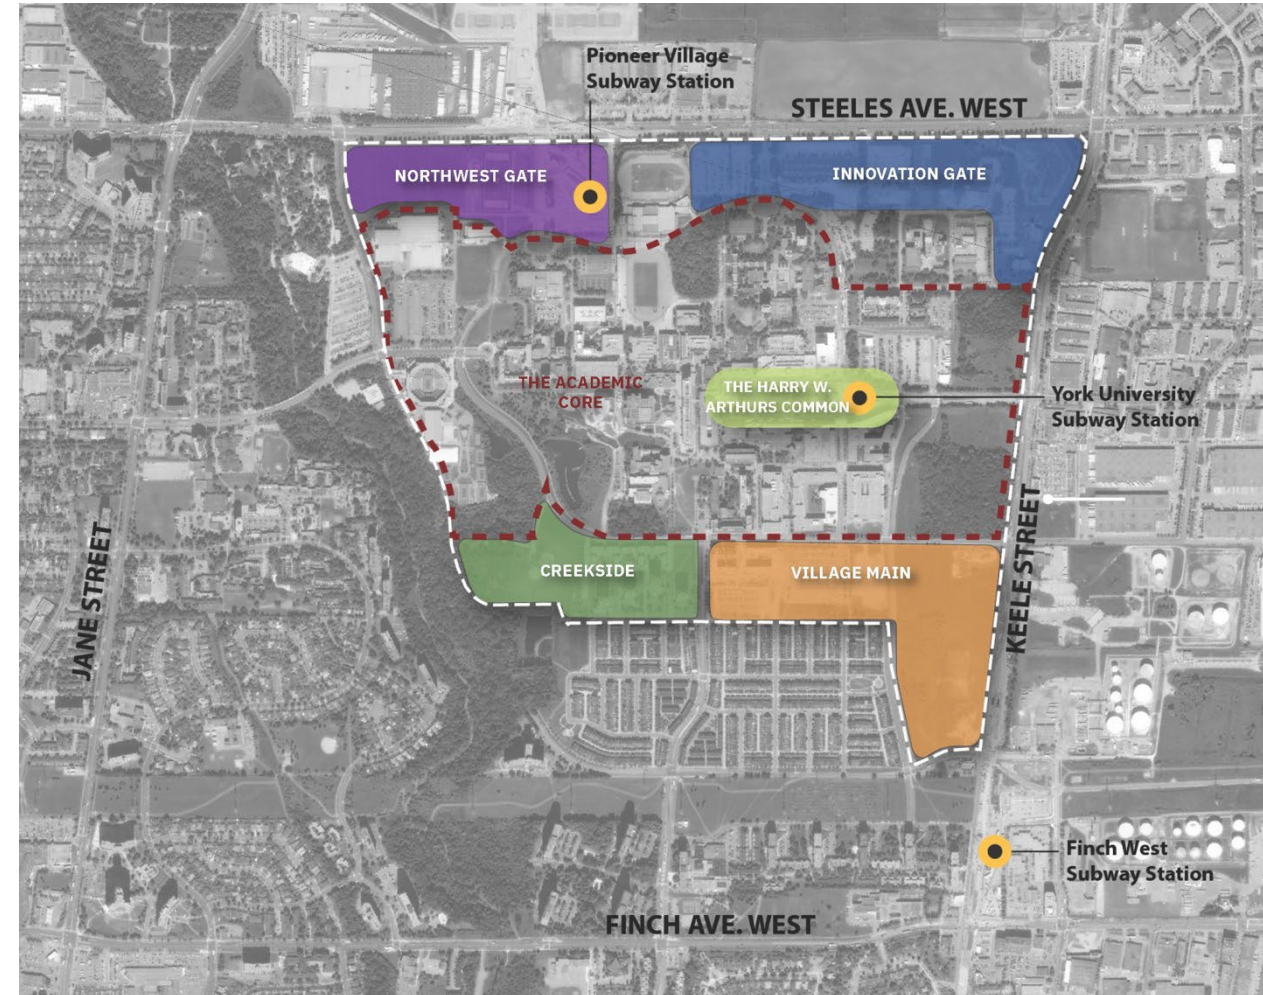 Pioneer Village
Subway Station
STEELES AVE. WEST
NORTHWEST GATE
INNOVATION GATE
THE ACADEMIC
CORE
THE HARRY W.
ARTHURS COMMON
York University
Subway Station
JANE STREET
KEELE STREET
CREEKSIDE
VILLAGE MAIN
Finch West
Subway Station
FINCH AVE. WEST